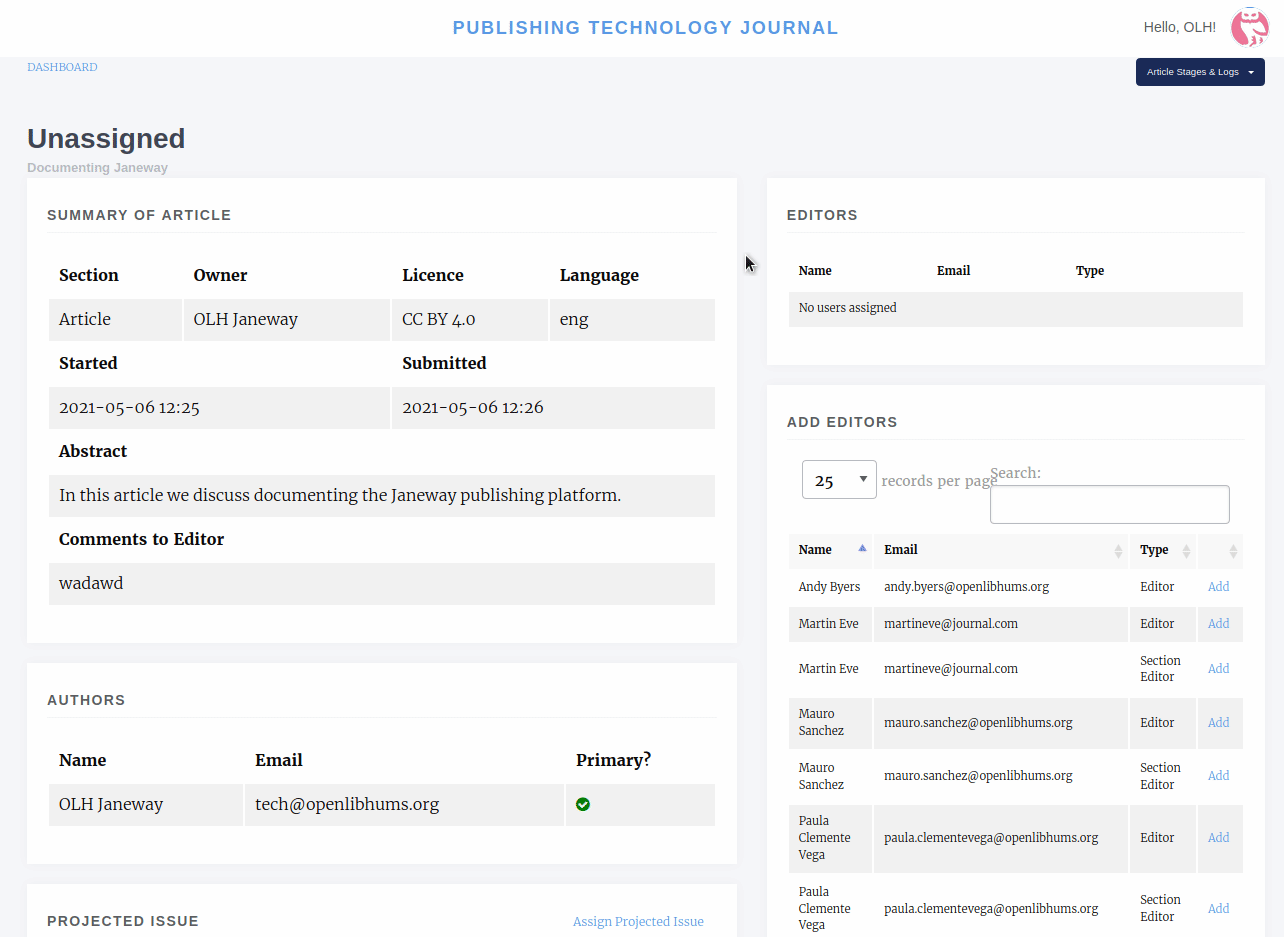 PUBLISHING TECHNOLOGY JOURNAL
Hello, OLH!
DASHBOARD
Article Stages & Logs
Unassigned
Documenting Janeway
SUMMARY OF ARTICLE
Section Owner Licence Language
Article OLH Janeway CC BY 4.0 eng
Started Submitted
2021-05-06 12:25 2021-05-06 12:26
Abstract
In this article we discuss documenting the Janeway publishing platform.
Comments to Editor
wadawd
AUTHORS
Name Email Primary?
OLH Janeway tech@openlibhums.org
PROJECTED ISSUE Assign Projected Issue
EDITORS
Name Email Type
No users assigned
ADD EDITORS
25 records per page
Search:
Name Email Type
Andy Byers andy.byers@openlibhums.org Editor Add
Martin Eve martineve@journal.com Editor Add
Martin Eve martineve@journal.com Section Editor Add
Mauro Sanchez mauro.sanchez@openlibhums.org Editor Add
Mauro Sanchez mauro.sanchez@openlibhums.org Section Editor Add
Paula Clemente Vega paula.clementevega@openlibhums.org Editor Add
Paula Clemente Vega paula.clementevega@openlibhums.org Section Editor Add